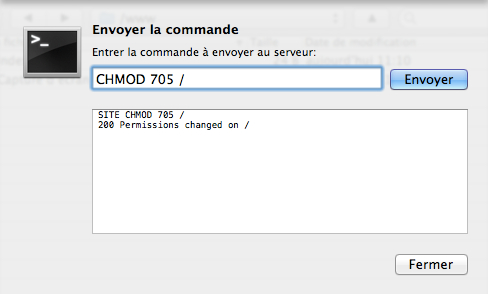 Envoyer la commande
Entrer la commande à envoyer au serveur:
CHMOD 705 /
Envoyer
SITE CHMOD 705 /
200 Permissions changed on /
Fermer